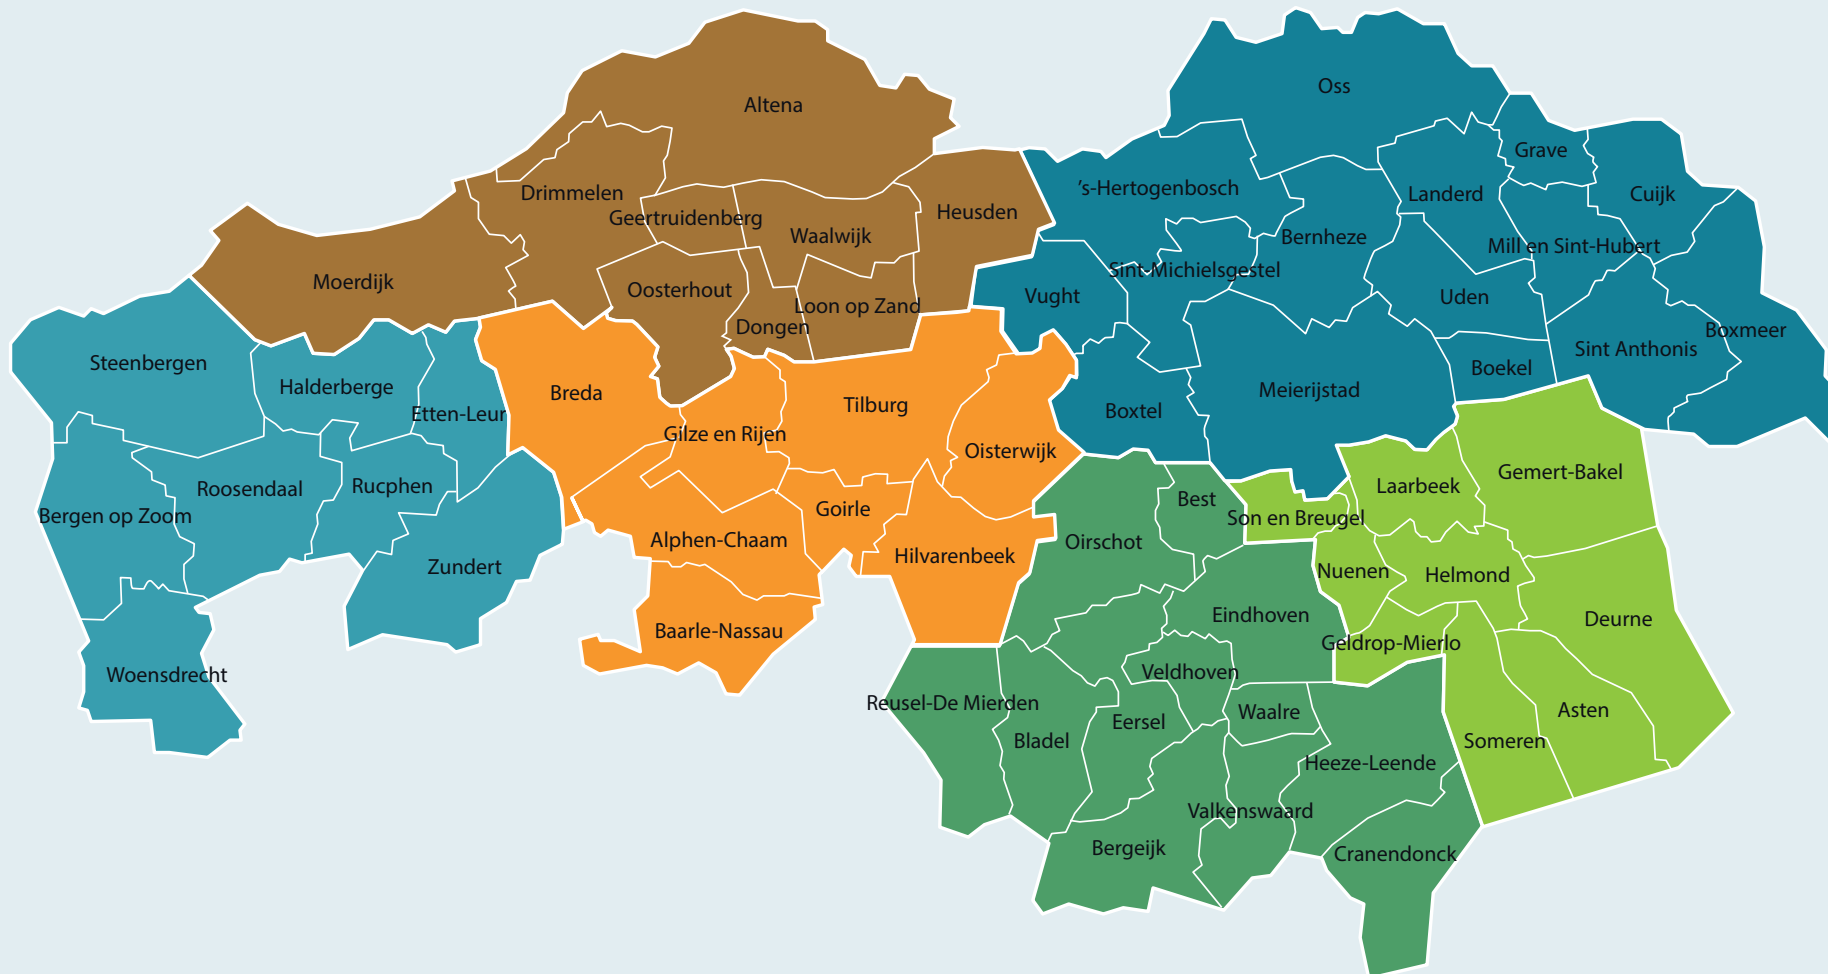 Oss
Altena
Grave
's-Hertogenbosch
Drimmelen
Landerd
Cuijk
Geertruidenberg
Heusden
Waalwijk
Bernheze
Mill en Sint-Hubert
Sint-Michielsgestel
Moerdijk
Oosterhout
Vught
Uden
Loon op Zand
Dongen
Boxmeer
Sint Anthonis
Steenbergen
Boekel
Halderberge
Breda
Meierijstad
Tilburg
Etten-Leur
Boxtel
Gilze en Rijen
Oisterwijk
Gemert-Bakel
Roosendaal
Rucphen
Laarbeek
Best
Goirle
Bergen op Zoom
Son en Breugel
Alphen-Chaam
Oirschot
Hilvarenbeek
Zundert
Nuenen
Helmond
Eindhoven
Deurne
Baarle-Nassau
Geldrop-Mierlo
Woensdrecht
Veldhoven
Reusel-De Mierden
Waalre
Asten
Eersel
Bladel
Someren
Heeze-Leende
Valkenswaard
Bergeijk
Cranendonck